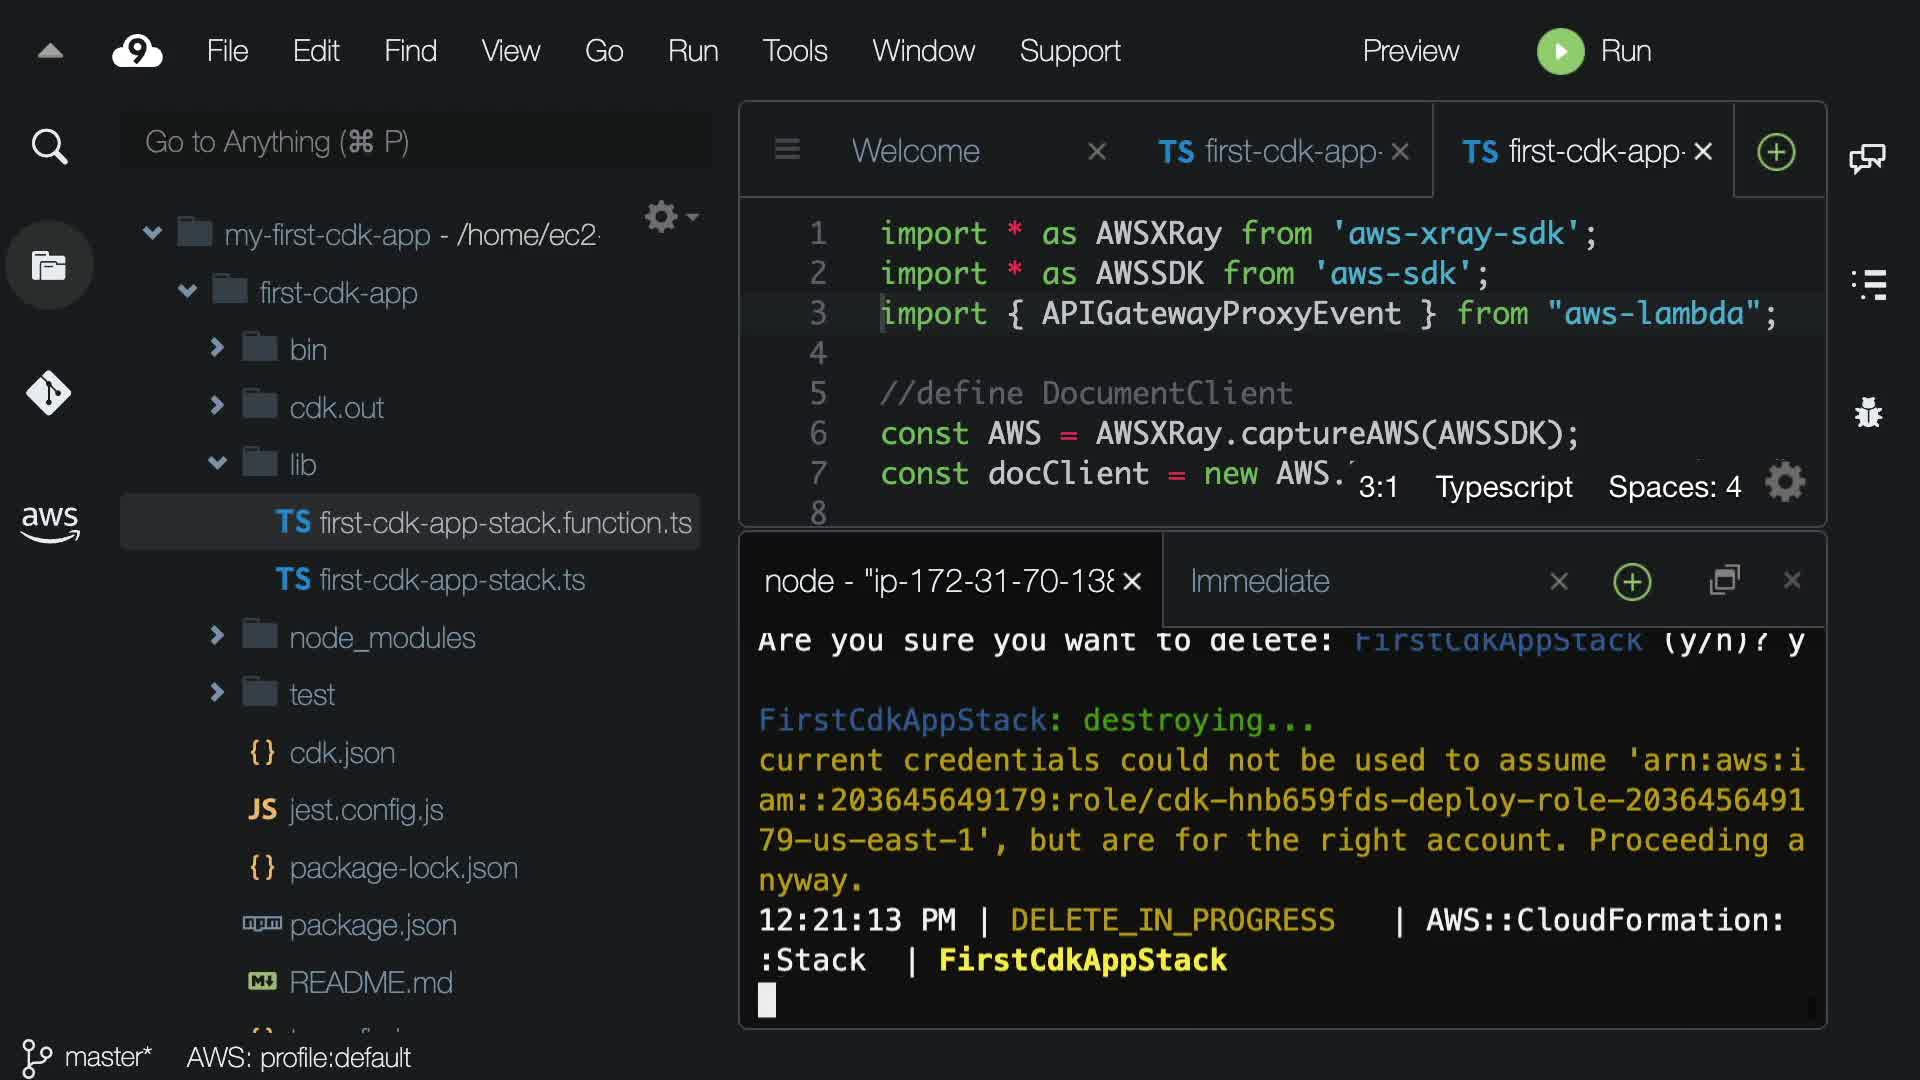 9 File Edit Find View Go Run Tools Window Support Preview Run
Go to Anything (⌘ P)
my-first-cdk-app - /home/ec2-
first-cdk-app
bin
cdk.out
lib
TS first-cdk-app-stack.function.ts
TS first-cdk-app-stack.ts
node_modules
test
{} cdk.json
JS jest.config.js
{} package-lock.json
package.json
M↓ README.md
aws
master* AWS: profile:default
Welcome × TS first-cdk-app- × TS first-cdk-app- ×
1 import * as AWSXRay from 'aws-xray-sdk';
2 import * as AWSSDK from 'aws-sdk';
3 import { APIGatewayProxyEvent } from "aws-lambda";
4
5 //define DocumentClient
6 const AWS = AWSXRay.captureAWS(AWSSDK);
7 const docClient = new AWS.
8
3:1 Typescript Spaces: 4
node - "ip-172-31-70-138 × Immediate ×
Are you sure you want to delete: FirstCdkAppStack (y/n)? y
FirstCdkAppStack: destroying...
current credentials could not be used to assume 'arn:aws:i
am::203645649179:role/cdk-hnb659fds-deploy-role-2036456491
79-us-east-1', but are for the right account. Proceeding a
nyway.
12:21:13 PM | DELETE_IN_PROGRESS | AWS::CloudFormation:
:Stack | FirstCdkAppStack